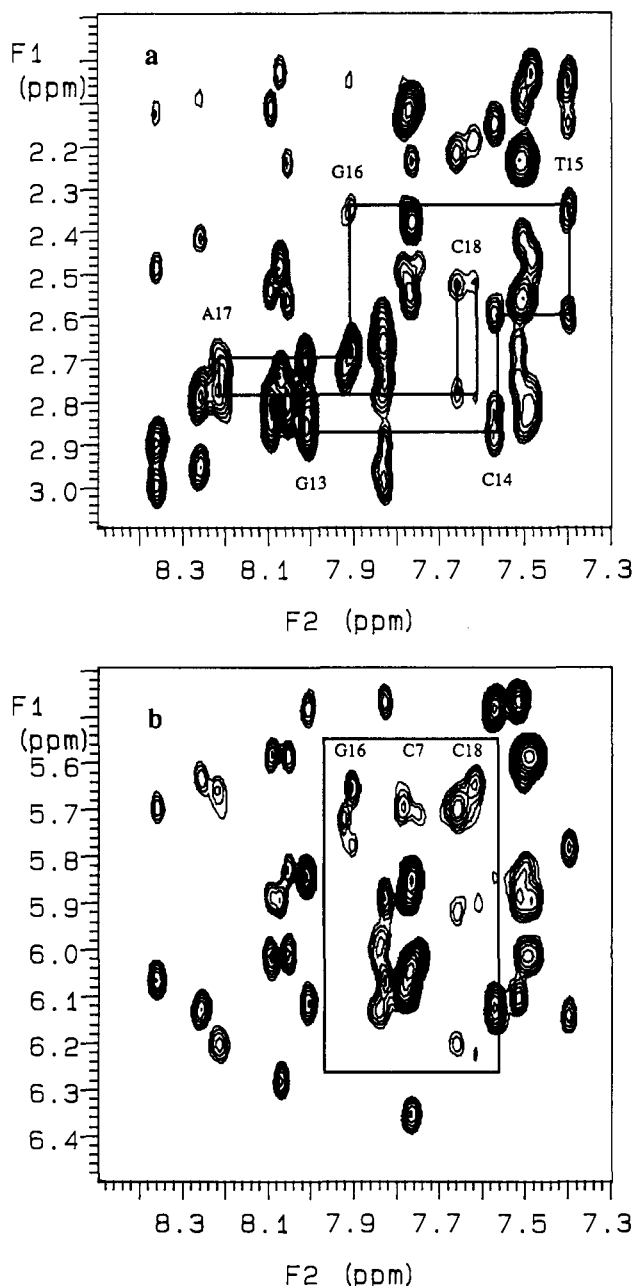 F1
(ppm)
a
2.2
2.3
2.4
2.5
2.6
2.7
2.8
2.9
3.0
G16
T15
C18
A17
G13
C14
8.3 8.1 7.9 7.7 7.5 7.3
F2 (ppm)
F1
(ppm)
b
5.6
5.7
5.8
5.9
6.0
6.1
6.2
6.3
6.4
G16 C7 C18
8.3 8.1 7.9 7.7 7.5 7.3
F2 (ppm)